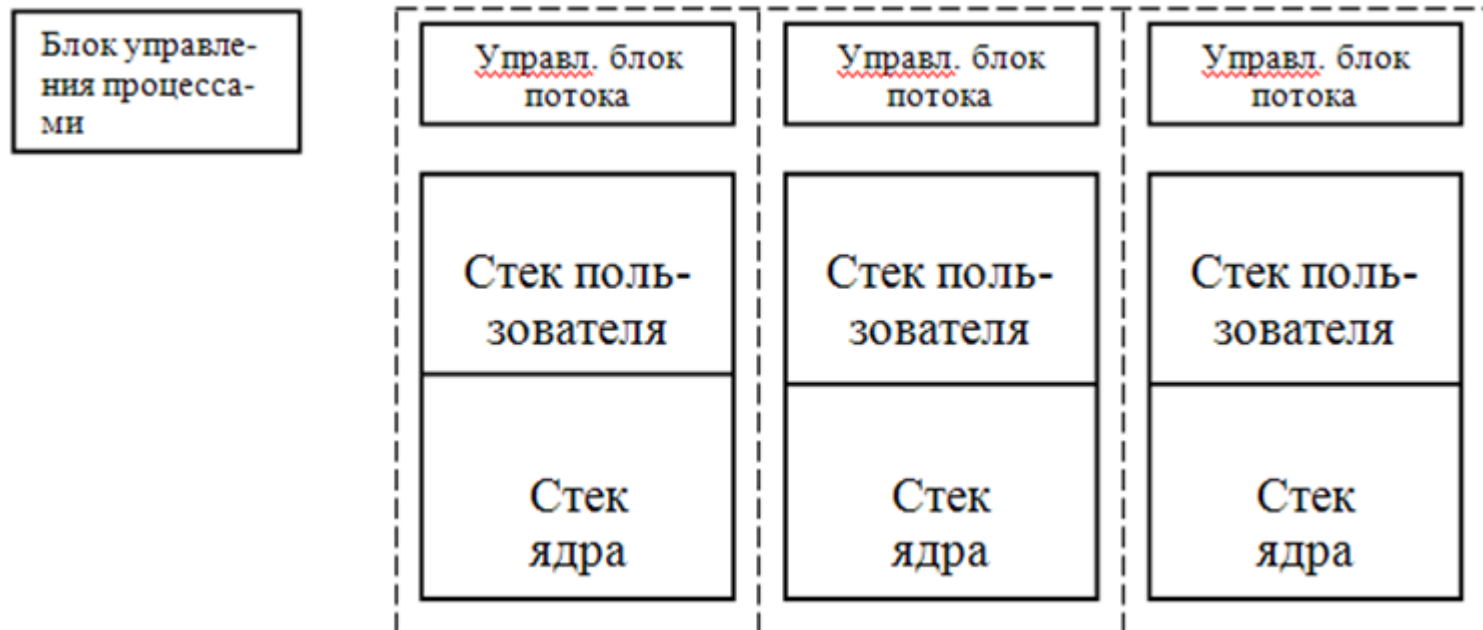 Блок управле-
ния процесса-
ми
Управл. блок
потока
Управл. блок
потока
Управл. блок
потока
Стек поль-
зователя
Стек поль-
зователя
Стек поль-
зователя
Стек
ядра
Стек
ядра
Стек
ядра